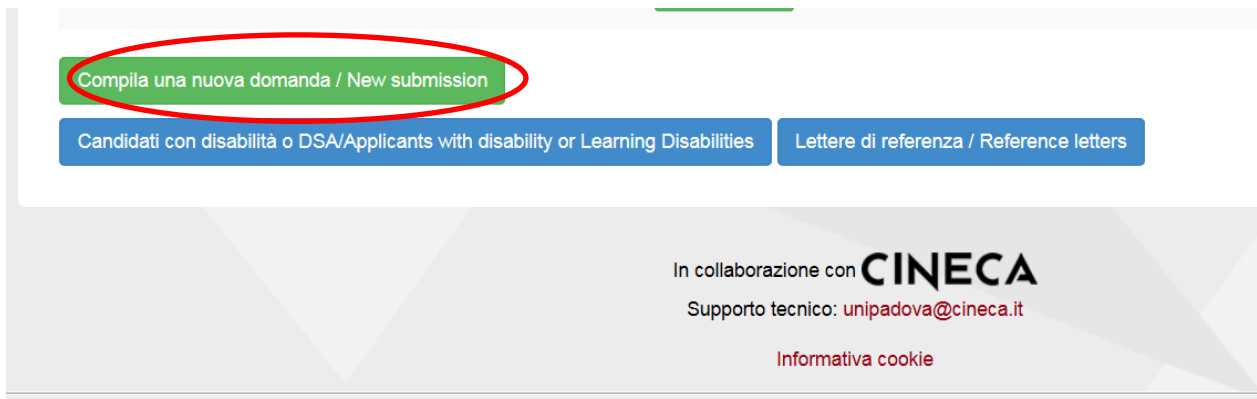 Compila una nuova domanda / New submission
Candidati con disabilità o DSA/Applicants with disability or Learning Disabilities
Lettere di referenza / Reference letters
In collaborazione con CINECA
Supporto tecnico: unipadova@cineca.it
Informativa cookie